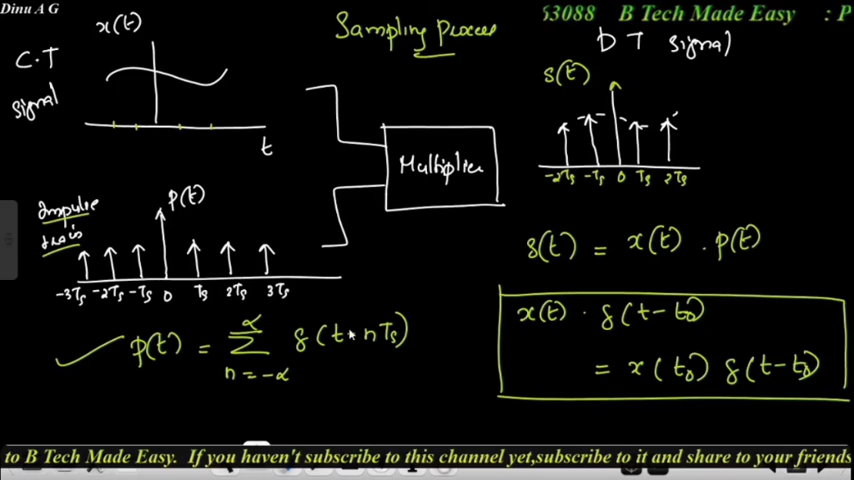 Dinu A G
53088 B Tech Made Easy : P
Sampling Process
x(t)
C.T
signal
t
D T signal
s(t)
-2Ts -Ts 0 Ts 2Ts
Multiplier
Impulse
train
p(t)
-3Ts -2Ts -Ts 0 Ts 2Ts 3Ts
s(t) = x(t) . p(t)
p(t) = ∑ δ(t-nTs)
α
n = -α
x(t) . δ(t-t0)
= x(t0) δ(t-t0)
to B Tech Made Easy. If you haven't subscribe to this channel yet,subscribe to it and share to your friends